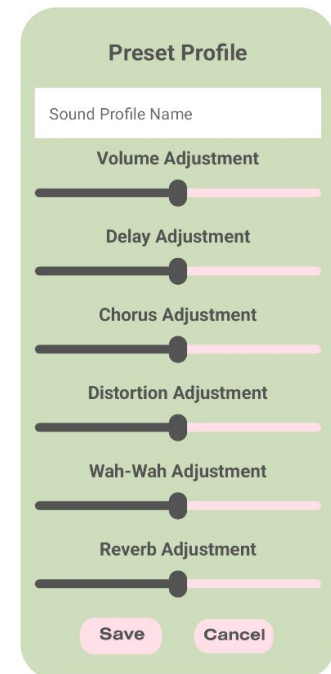 Preset Profile
Sound Profile Name
Volume Adjustment
Delay Adjustment
Chorus Adjustment
Distortion Adjustment
Wah-Wah Adjustment
Reverb Adjustment
Save Cancel